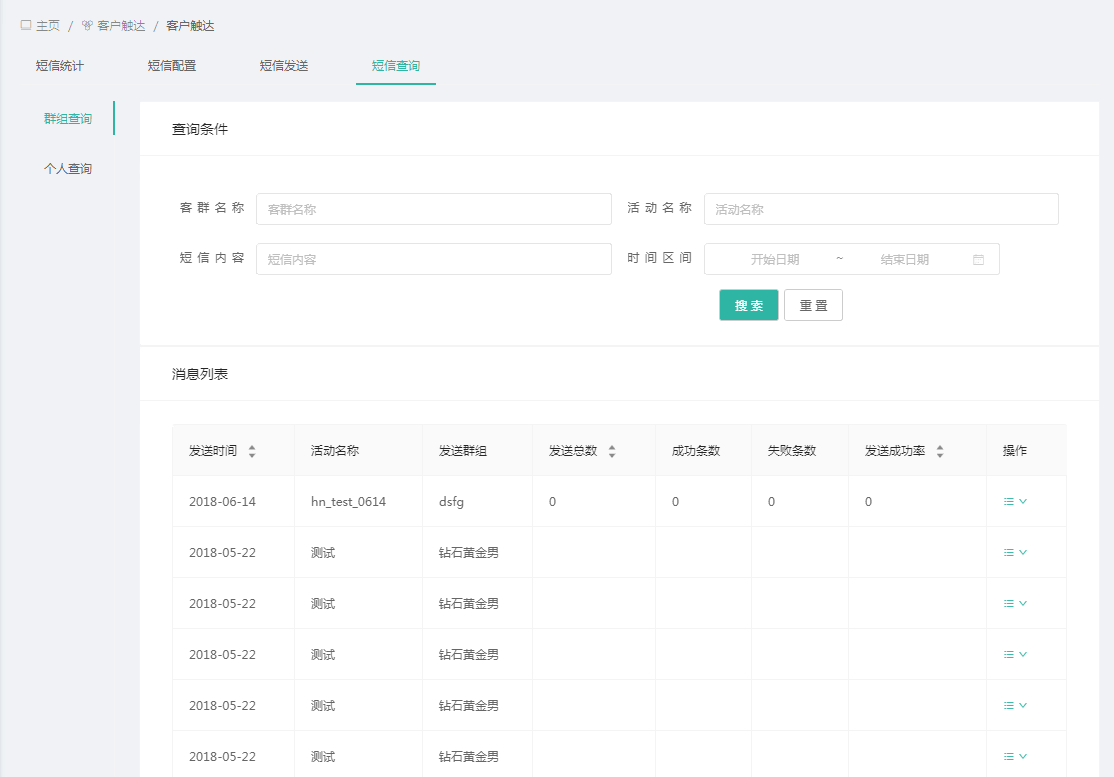 主页 / 客户触达 / 客户触达
短信统计 短信配置 短信发送 短信查询
群组查询
个人查询
查询条件
客群名称 客群名称 活动名称 活动名称
短信内容 短信内容 时间区间 开始日期 ~ 结束日期
搜索 重置
消息列表
发送时间 活动名称 发送群组 发送总数 成功条数 失败条数 发送成功率 操作
2018-06-14 hn_test_0614 dsfg 0 0 0 0
2018-05-22 测试 钻石黄金男
2018-05-22 测试 钻石黄金男
2018-05-22 测试 钻石黄金男
2018-05-22 测试 钻石黄金男
2018-05-22 测试 钻石黄金男